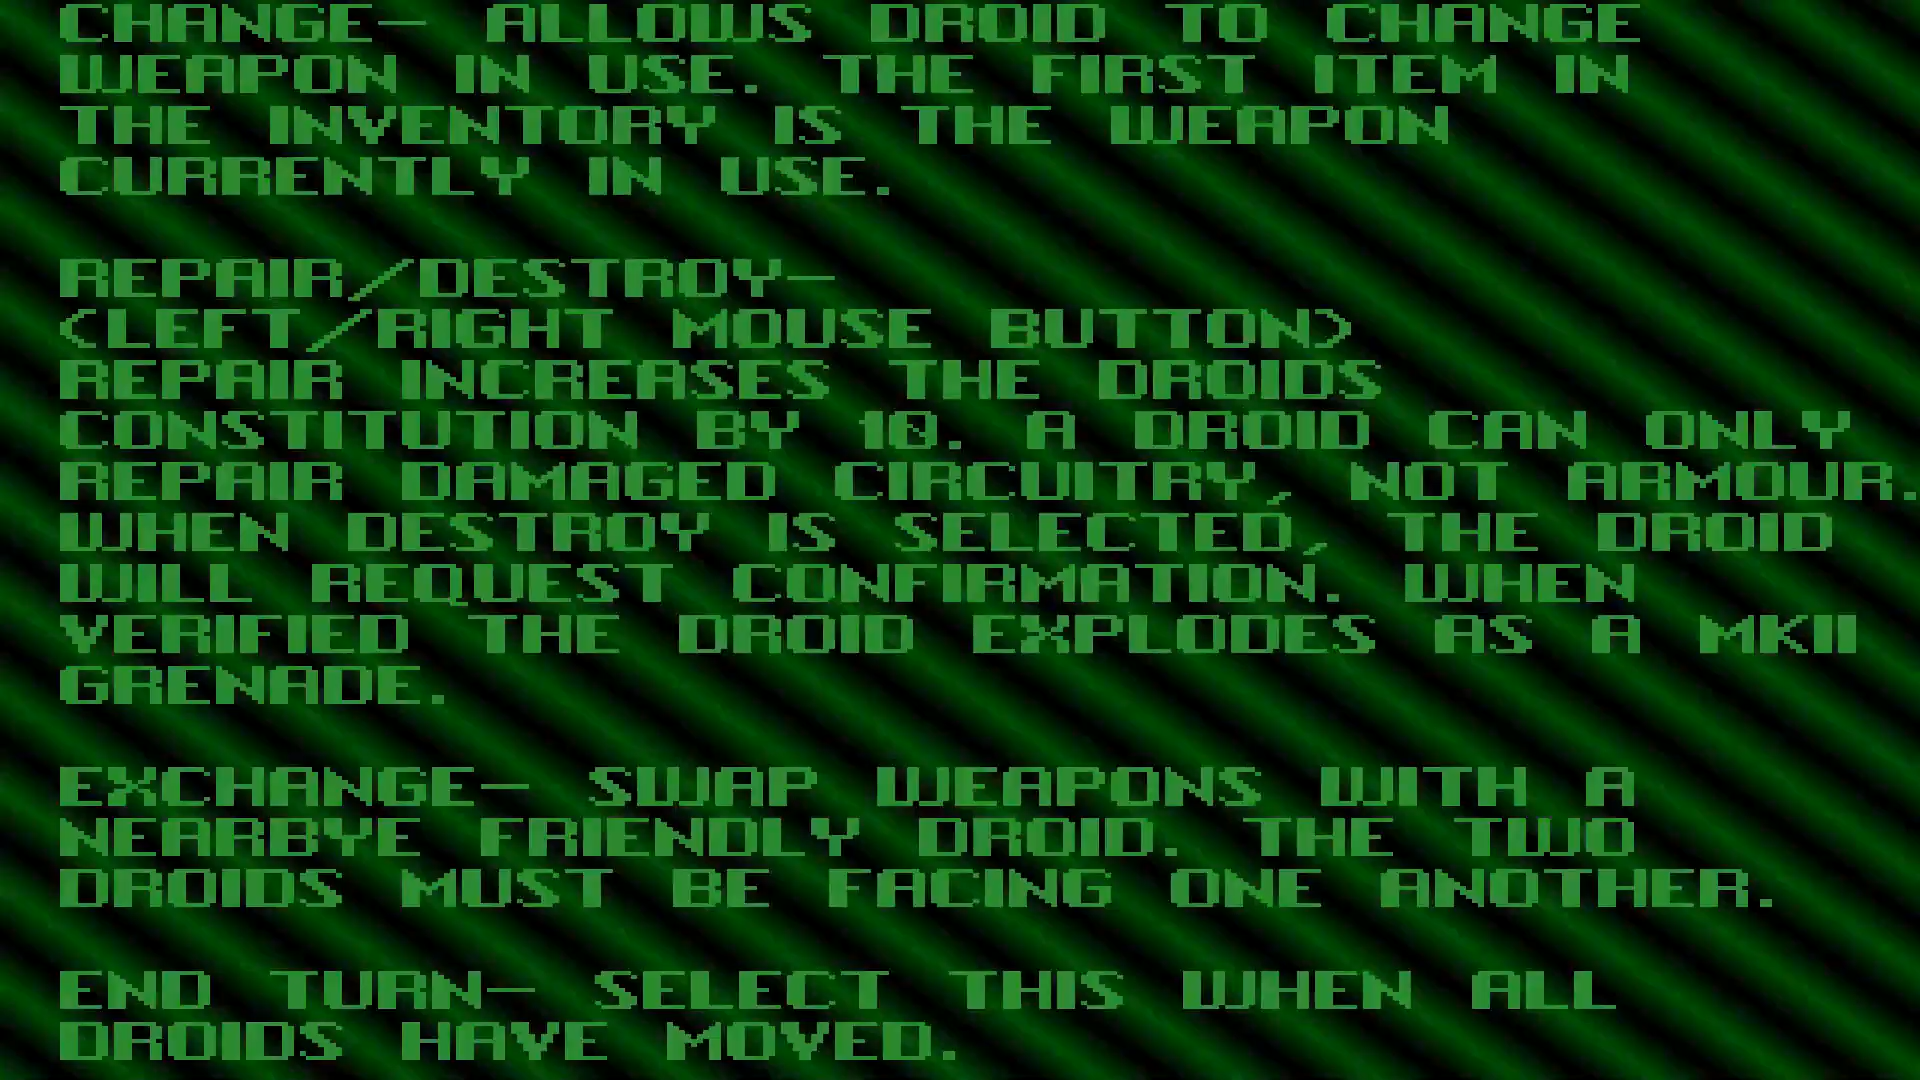 CHANGE- ALLOWS DROID TO CHANGE
WEAPON IN USE. THE FIRST ITEM IN
THE INVENTORY IS THE WEAPON
CURRENTLY IN USE.
REPAIR/DESTROY-
<LEFT/RIGHT MOUSE BUTTON>
REPAIR INCREASES THE DROIDS
CONSTITUTION BY 10. A DROID CAN ONLY
REPAIR DAMAGED CIRCUITRY, NOT ARMOUR.
WHEN DESTROY IS SELECTED, THE DROID
WILL REQUEST CONFIRMATION. WHEN
VERIFIED THE DROID EXPLODES AS A MKII
GRENADE.
EXCHANGE- SWAP WEAPONS WITH A
NEARBYE FRIENDLY DROID. THE TWO
DROIDS MUST BE FACING ONE ANOTHER.
END TURN- SELECT THIS WHEN ALL
DROIDS HAVE MOVED.